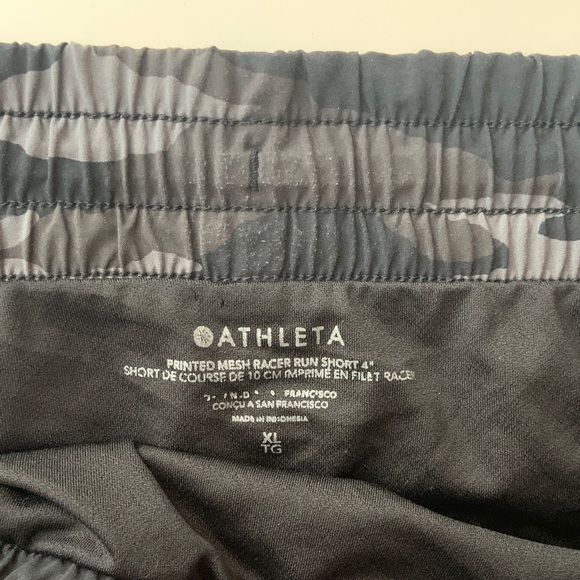 ATHLETA
PRINTED MESH RACER RUN SHORT 4"
SHORT DE COURSE DE 10 CM IMPRIMÉ EN FILET RACER
FRANCISCO
CONÇU A SAN FRANCISCO
MADE IN INDONESIA
XL
TG